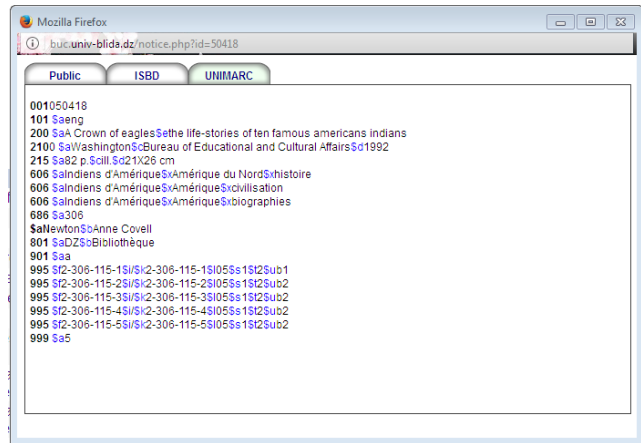 Mozilla Firefox
buc.univ-blida.dz/notice.php?id=50418
Public ISBD UNIMARC
001050418
101 $aeng
200 $aA Crown of eagles$ethe life-stories of ten famous americans indians
2100 $aWashington$cBureau of Educational and Cultural Affairs$d1992
215 $a82 p.$cill.$d21X26 cm
606 $aIndiens d'Amérique$xAmérique du Nord$xhistoire
606 $aIndiens d'Amérique$xAmérique$xcivilisation
606 $aIndiens d'Amérique$xAmérique$xbiographies
686 $a306
$aNewton$bAnne Covell
801 $aDZ$bBibliothèque
901 $aa
995 $f2-306-115-1$i/$k2-306-115-1$l05$s1$t2$ub1
995 $f2-306-115-2$i/$k2-306-115-2$l05$s1$t2$ub2
995 $f2-306-115-3$i/$k2-306-115-3$l05$s1$t2$ub2
995 $f2-306-115-4$i/$k2-306-115-4$l05$s1$t2$ub2
995 $f2-306-115-5$i/$k2-306-115-5$l05$s1$t2$ub2
999 $a5